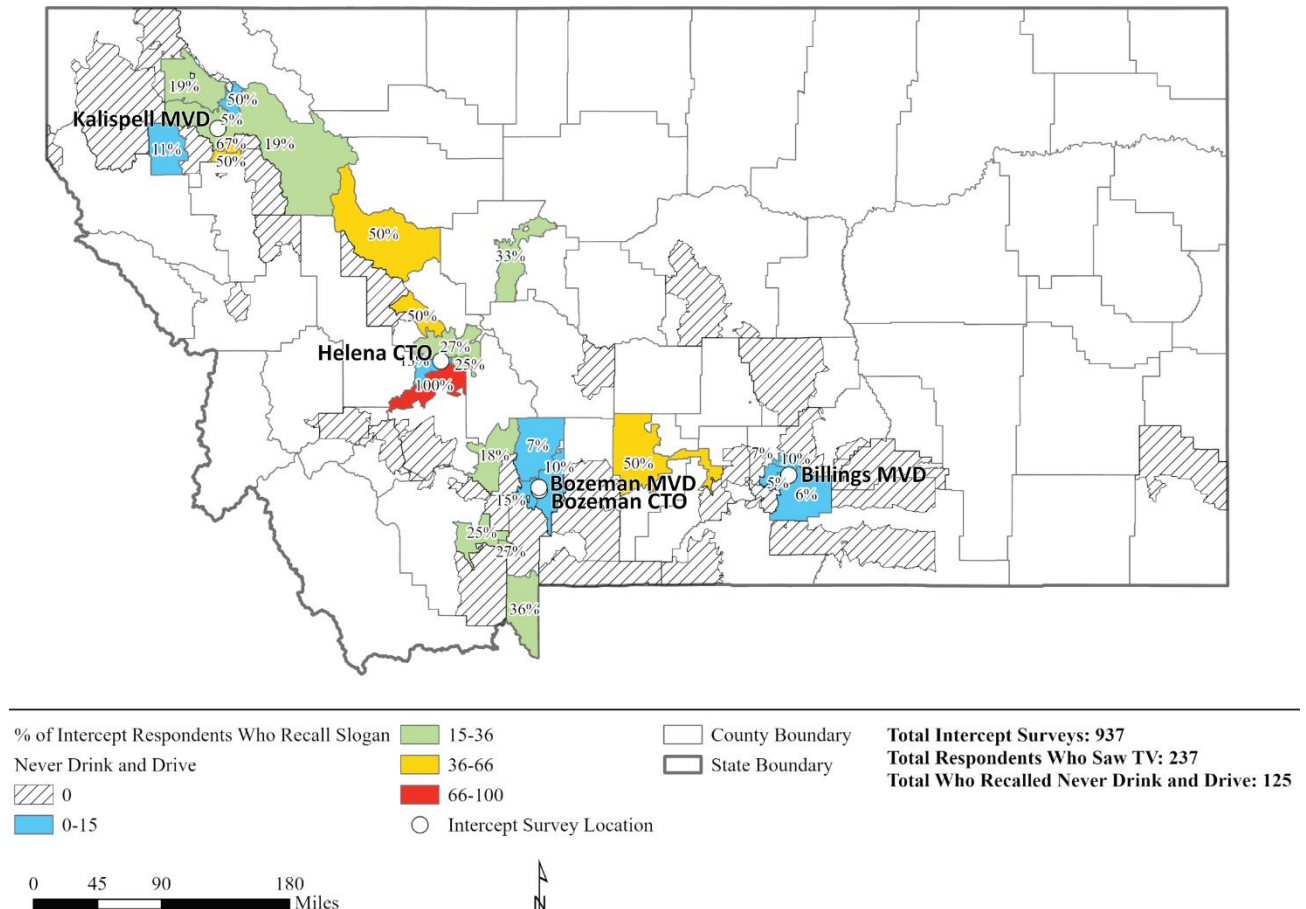 19%
50%
Kalispell MVD
5%
11%
67%
50%
19%
50%
33%
50%
27%
Helena CTO
25%
100%
18%
7%
10%
50%
7%
10%
Billings MVD
5%
6%
Bozeman MVD
15%
Bozeman CTO
25%
27%
36%
% of Intercept Respondents Who Recall Slogan
Never Drink and Drive
0
0-15
15-36
36-66
66-100
Intercept Survey Location
County Boundary
State Boundary
Total Intercept Surveys: 937
Total Respondents Who Saw TV: 237
Total Who Recalled Never Drink and Drive: 125
0 45 90 180
Miles
N